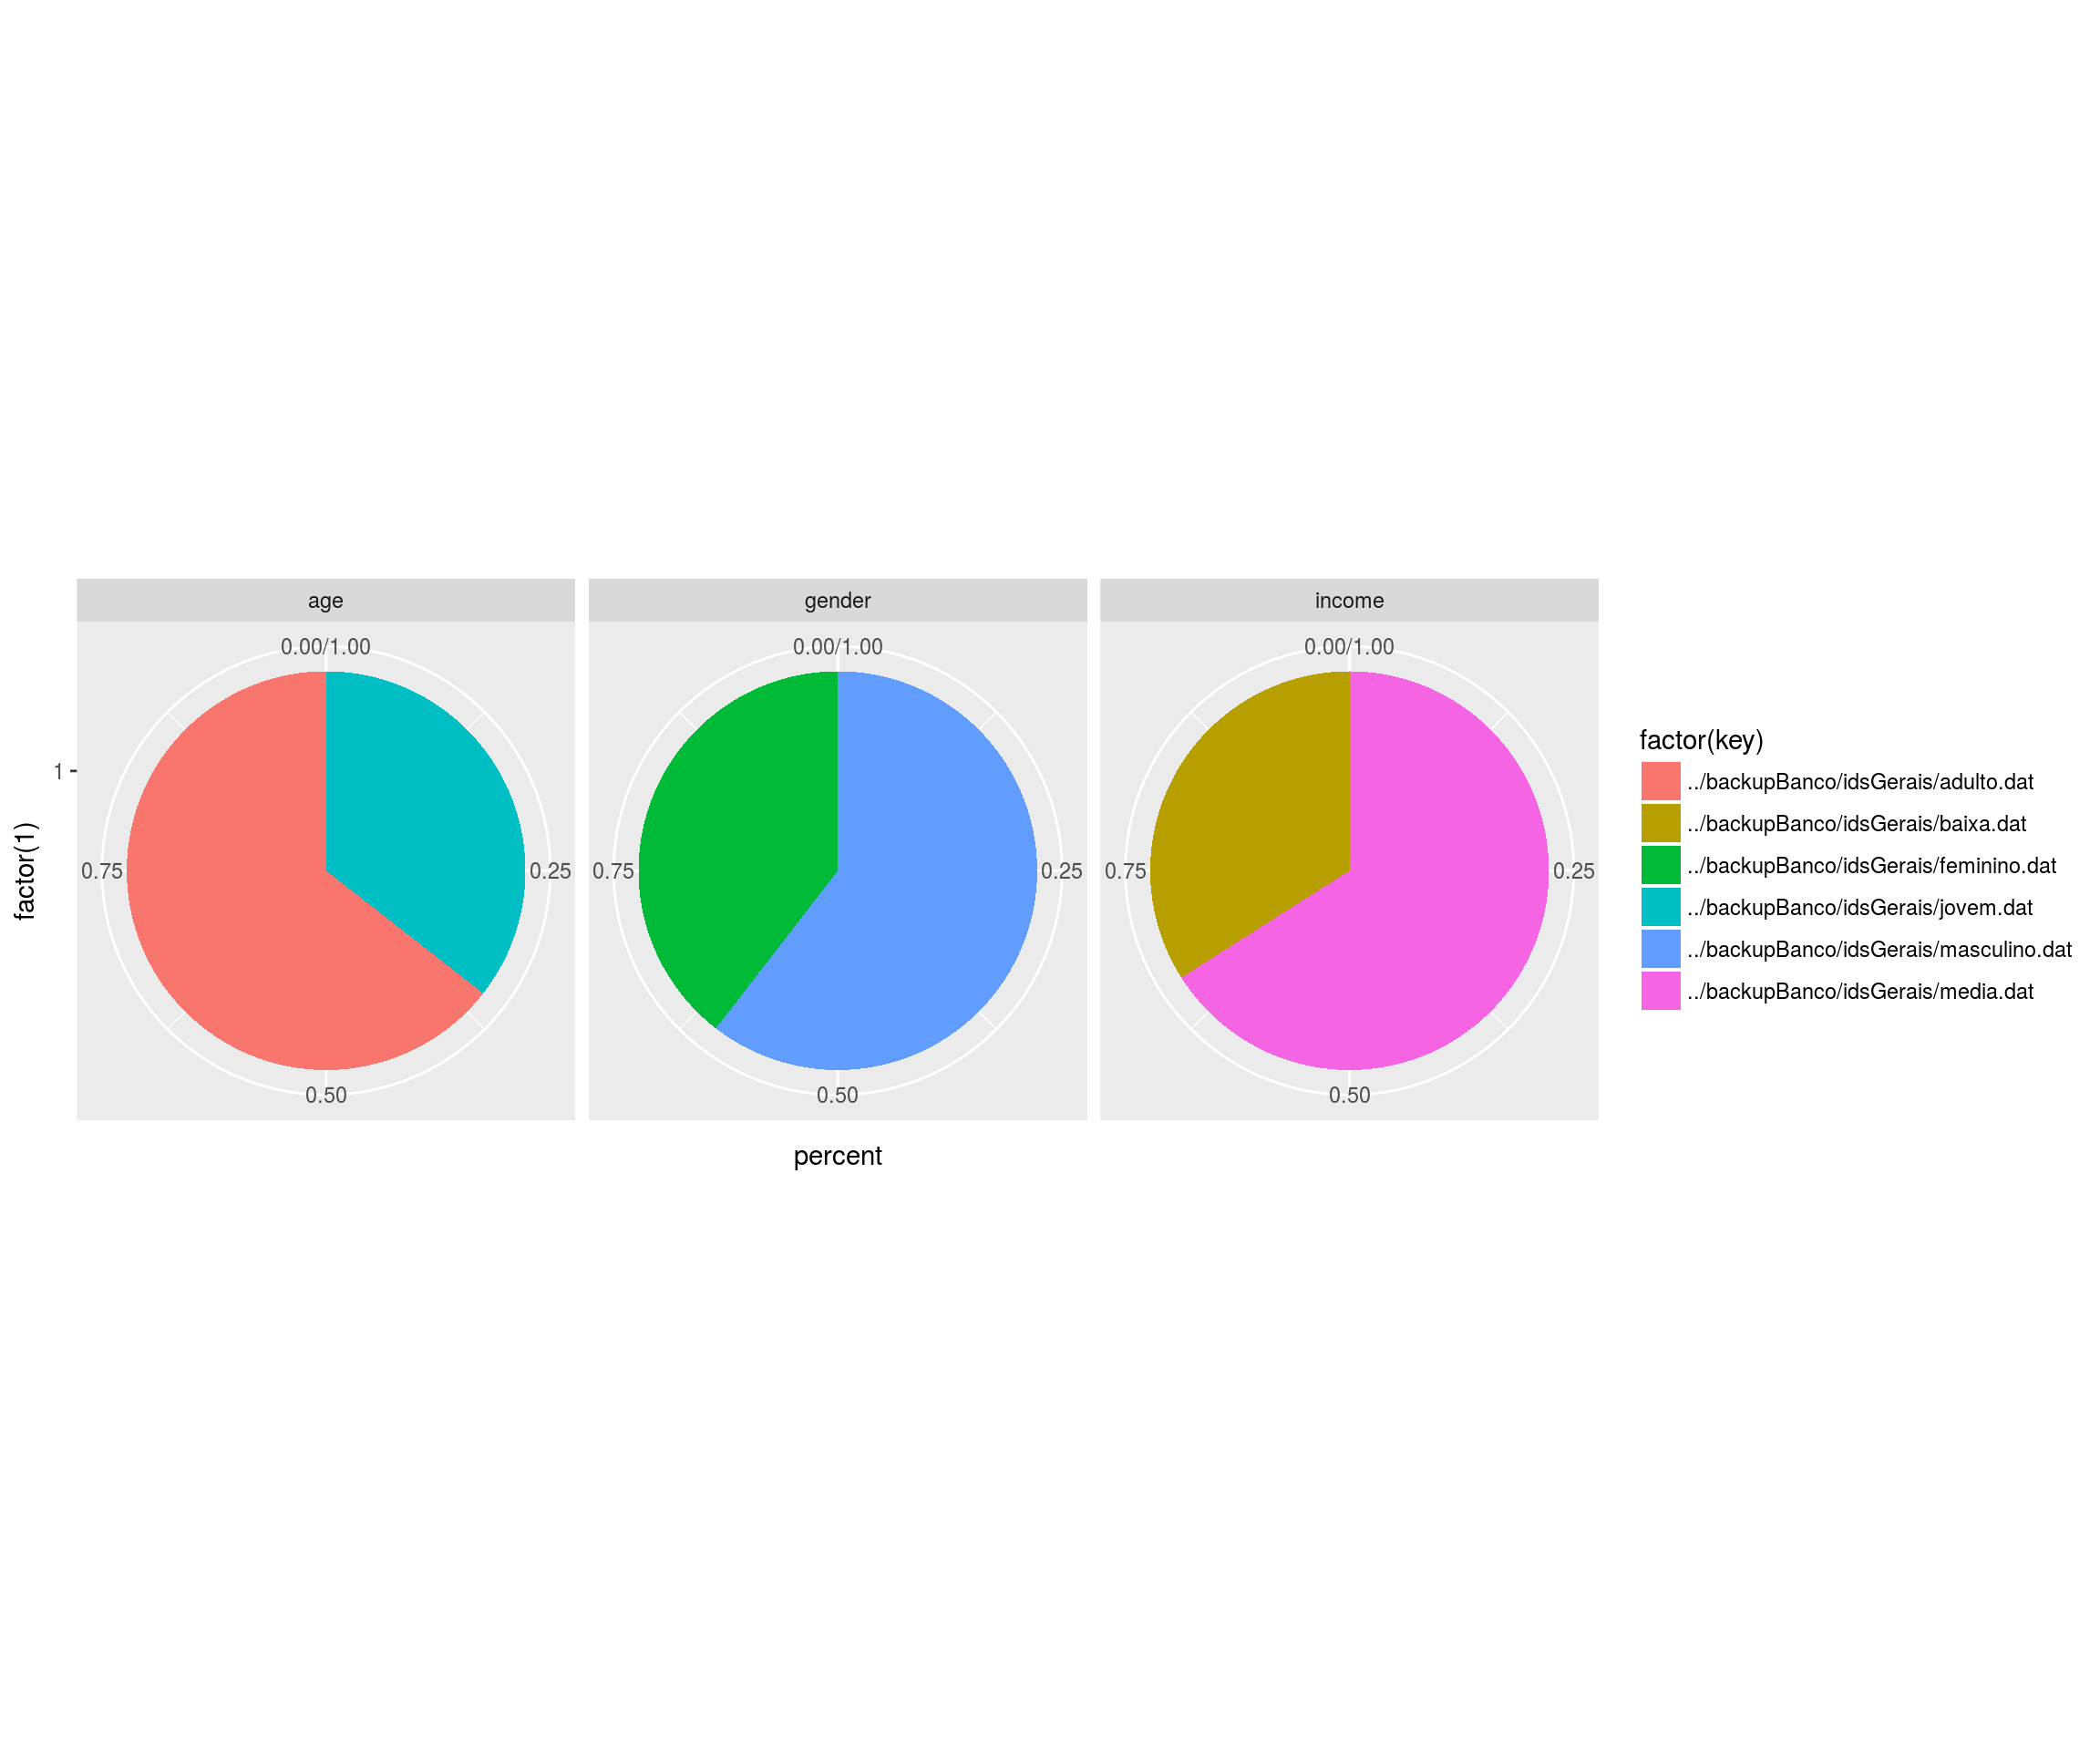 age
gender
income
0.00/1.00
0.00/1.00
0.00/1.00
1
0.75
0.25
0.75
0.25
0.75
0.25
0.50
0.50
0.50
factor(1)
percent
factor(key)
../backupBanco/idsGerais/adulto.dat
../backupBanco/idsGerais/baixa.dat
../backupBanco/idsGerais/feminino.dat
../backupBanco/idsGerais/jovem.dat
../backupBanco/idsGerais/masculino.dat
../backupBanco/idsGerais/media.dat